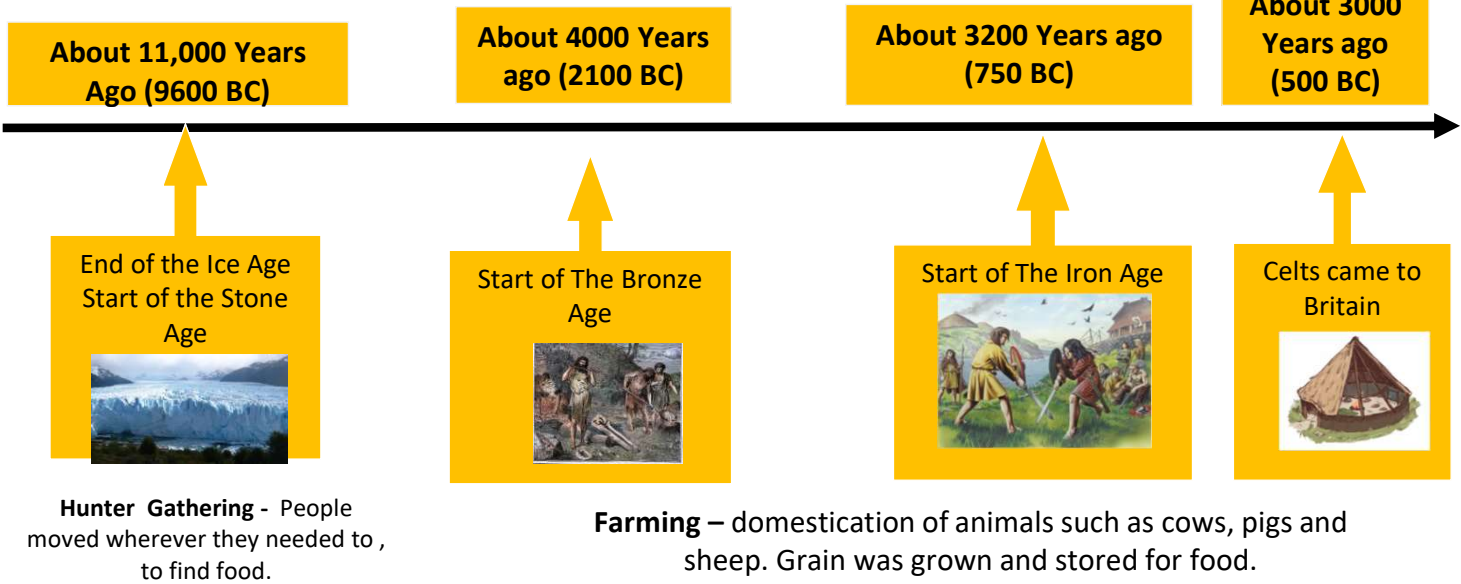 About 11,000 Years
Ago (9600 BC)
About 4000 Years
ago (2100 BC)
About 3200 Years ago
(750 BC)
About 3000
Years ago
(500 BC)
End of the Ice Age
Start of the Stone
Age
Start of The Bronze
Age
Start of The Iron Age
Celts came to
Britain
Hunter Gathering - People
moved wherever they needed to ,
to find food.
Farming – domestication of animals such as cows, pigs and
sheep. Grain was grown and stored for food.